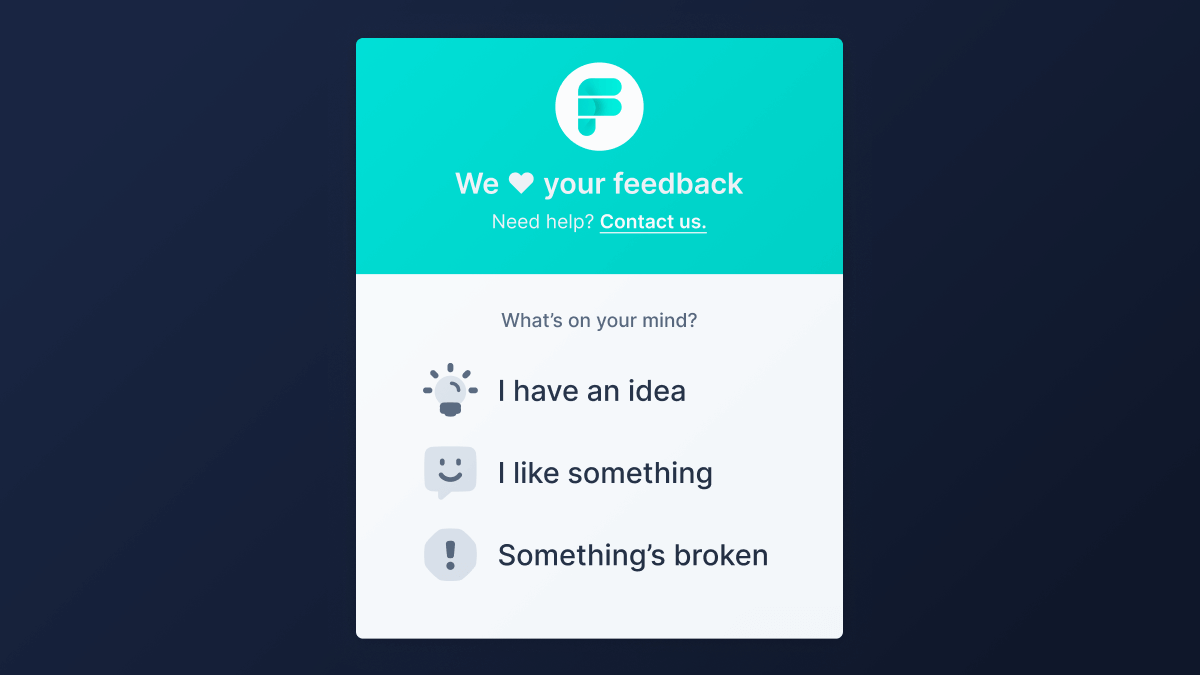 F
We ♥ your feedback
Need help? Contact us.
What’s on your mind?
I have an idea
I like something
Something’s broken